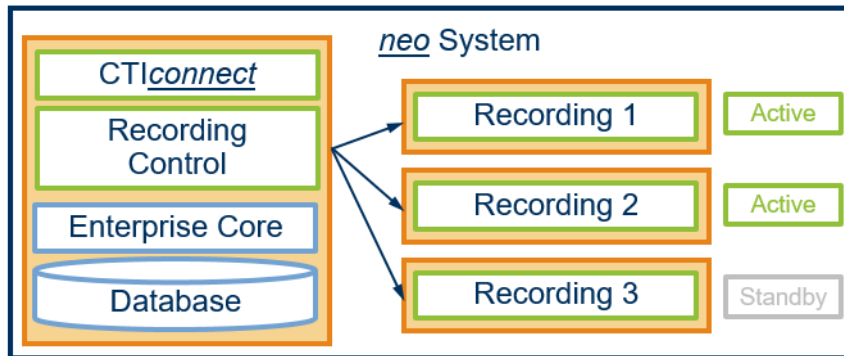 neo System
CTIconnect
Recording
Control
Enterprise Core
Database
Recording 1
Active
Recording 2
Active
Recording 3
Standby